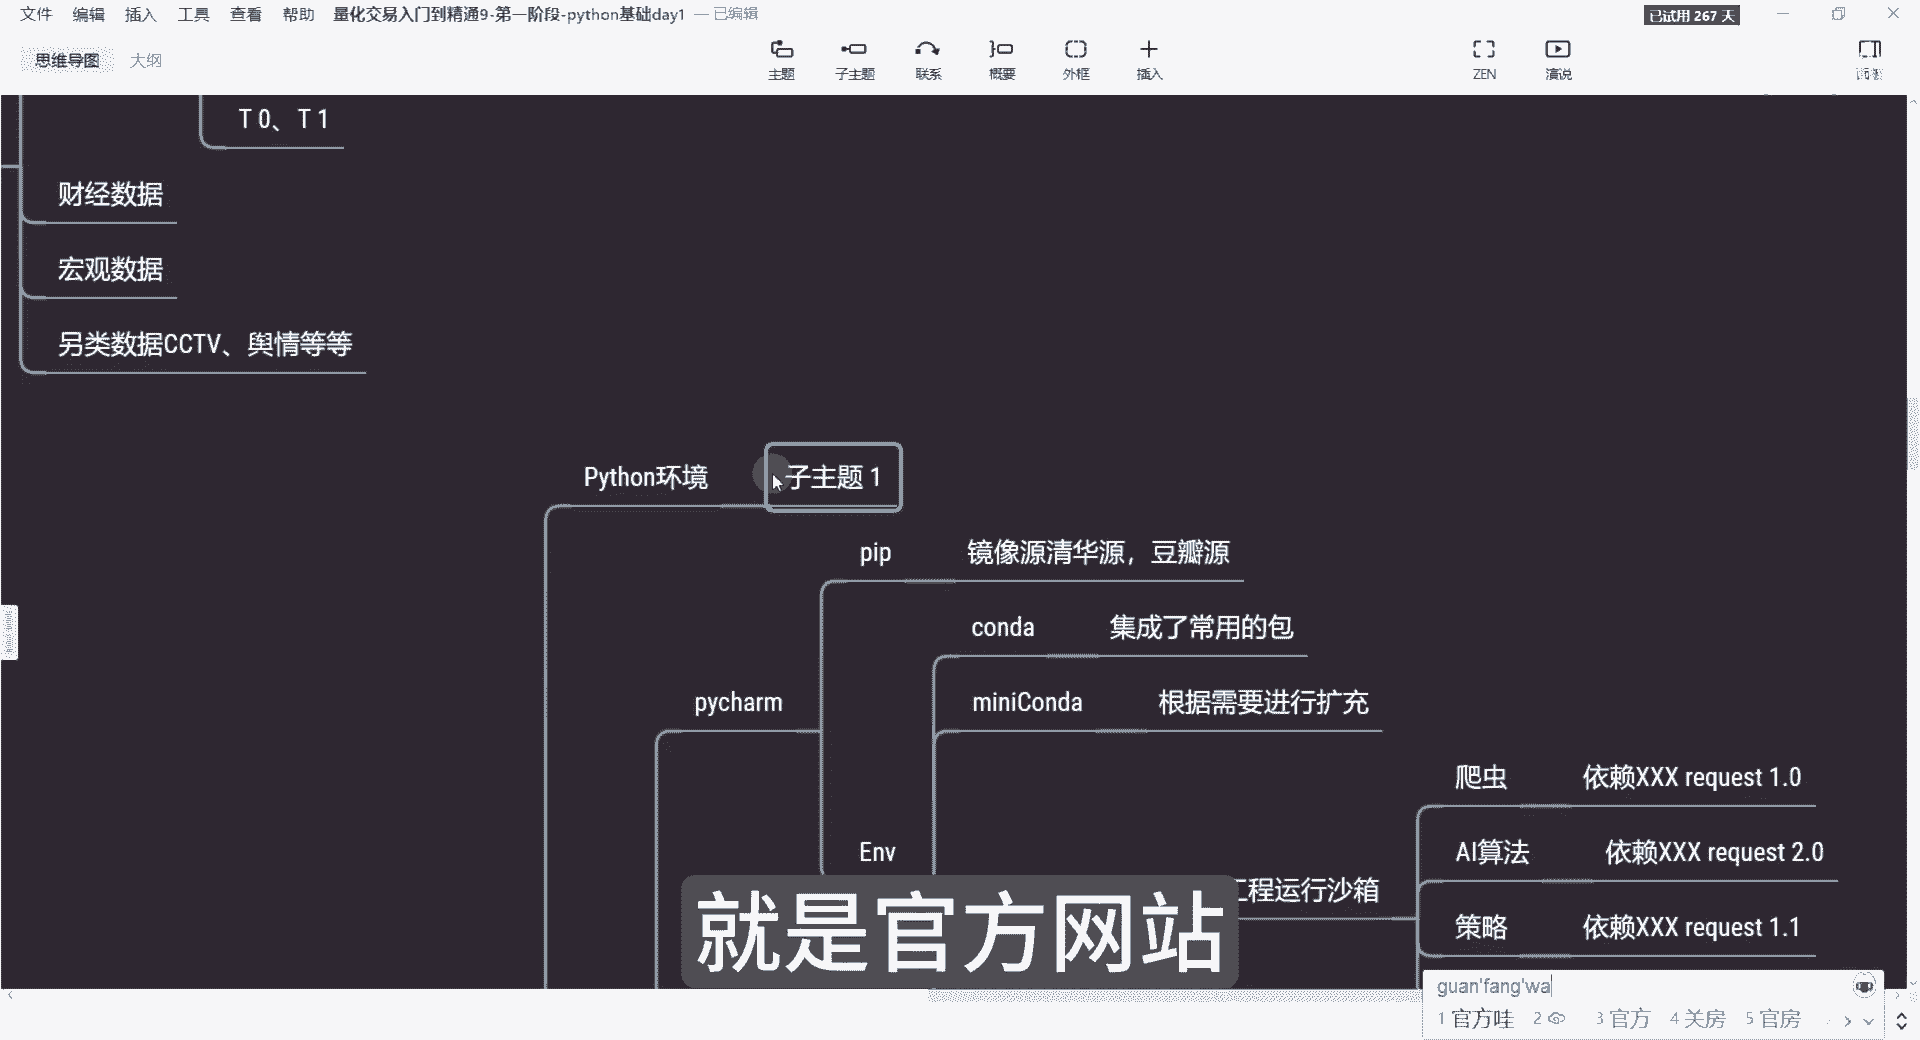 文件 编辑 插入 工具 查看 帮助 量化交易入门到精通9-第一阶段-python基础day1 — 已编辑 已试用 267 天
思维导图 大纲
主题 子主题 联系 概要 外框 插入 ZEN 演说
T 0、T 1
财经数据
宏观数据
另类数据CCTV、舆情等等
Python环境 子主题 1
pip 镜像源清华源，豆瓣源
conda 集成了常用的包
pycharm miniConda 根据需要进行扩充
爬虫 依赖XXX request 1.0
Env AI算法 依赖XXX request 2.0
工程运行沙箱
策略 依赖XXX request 1.1
就是官方网站
guan'fang'wa
1 官方哇 2 3 官方 4 关房 5 官房